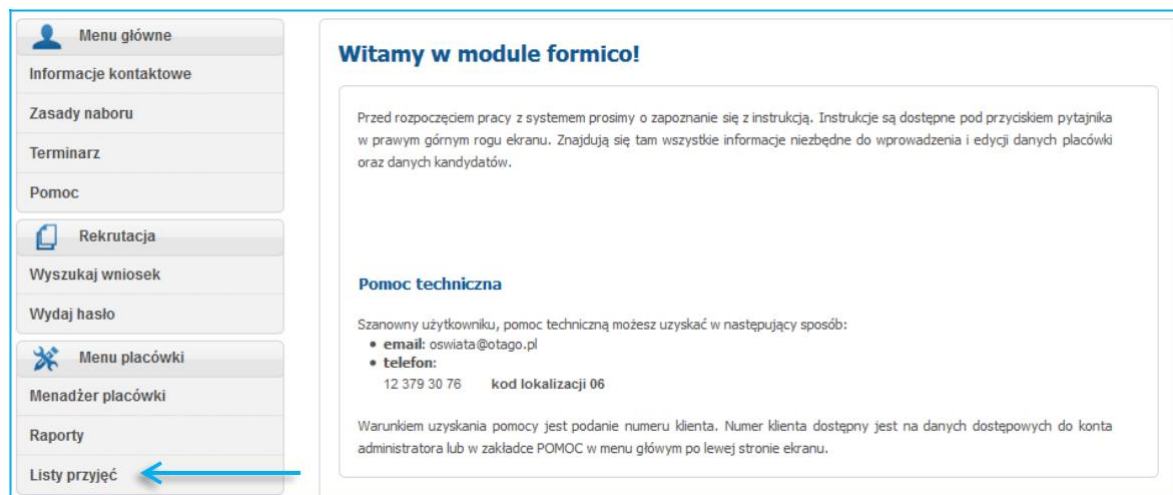 Menu główne
Informacje kontaktowe
Zasady naboru
Terminarz
Pomoc
Rekrutacja
Wyszukaj wniosek
Wydaj hasło
Menu placówki
Menadżer placówki
Raporty
Listy przyjęć
Witamy w module formico!
Przed rozpoczęciem pracy z systemem prosimy o zapoznanie się z instrukcją. Instrukcje są dostępne pod przyciskiem pytajnika
w prawym górnym rogu ekranu. Znajdują się tam wszystkie informacje niezbędne do wprowadzenia i edycji danych placówki
oraz danych kandydatów.
Pomoc techniczna
Szanowny użytkowniku, pomoc techniczną możesz uzyskać w następujący sposób:
• email: oswiata@otago.pl
• telefon:
12 379 30 76 kod lokalizacji 06
Warunkiem uzyskania pomocy jest podanie numeru klienta. Numer klienta dostępny jest na danych dostępowych do konta
administratora lub w zakładce POMOC w menu głównym po lewej stronie ekranu.